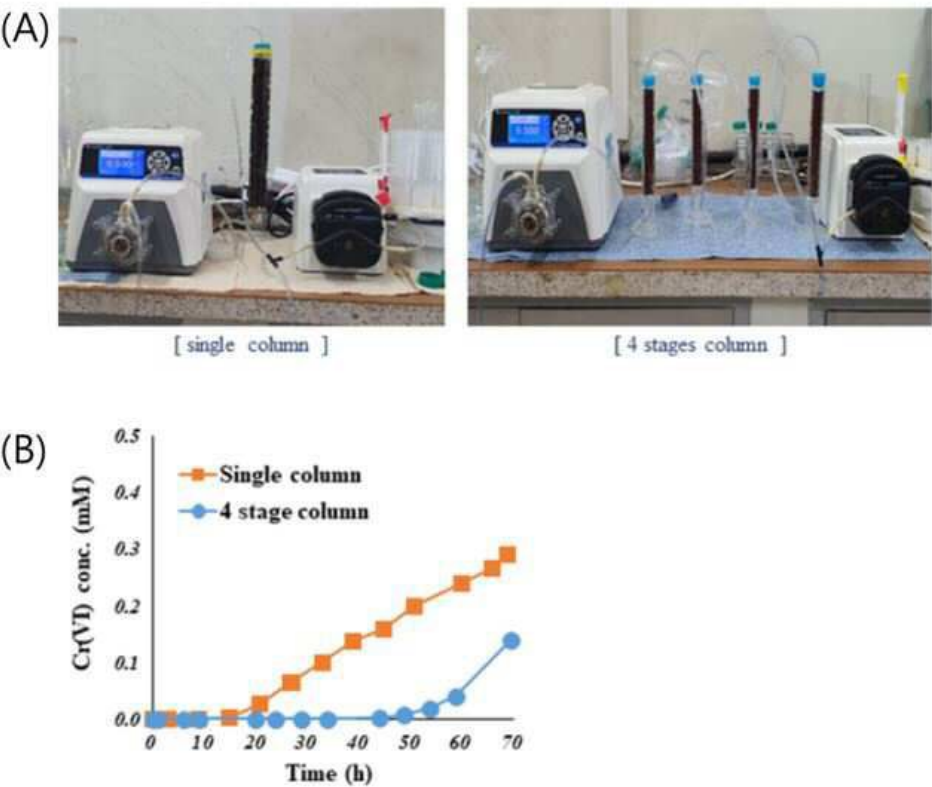 (A)
[ single column ]
[ 4 stages column ]
(B)
Cr(VI) conc. (mM)
0.5
0.4
0.3
0.2
0.1
0.0
Single column
4 stage column
0 10 20 30 40 50 60 70
Time (h)